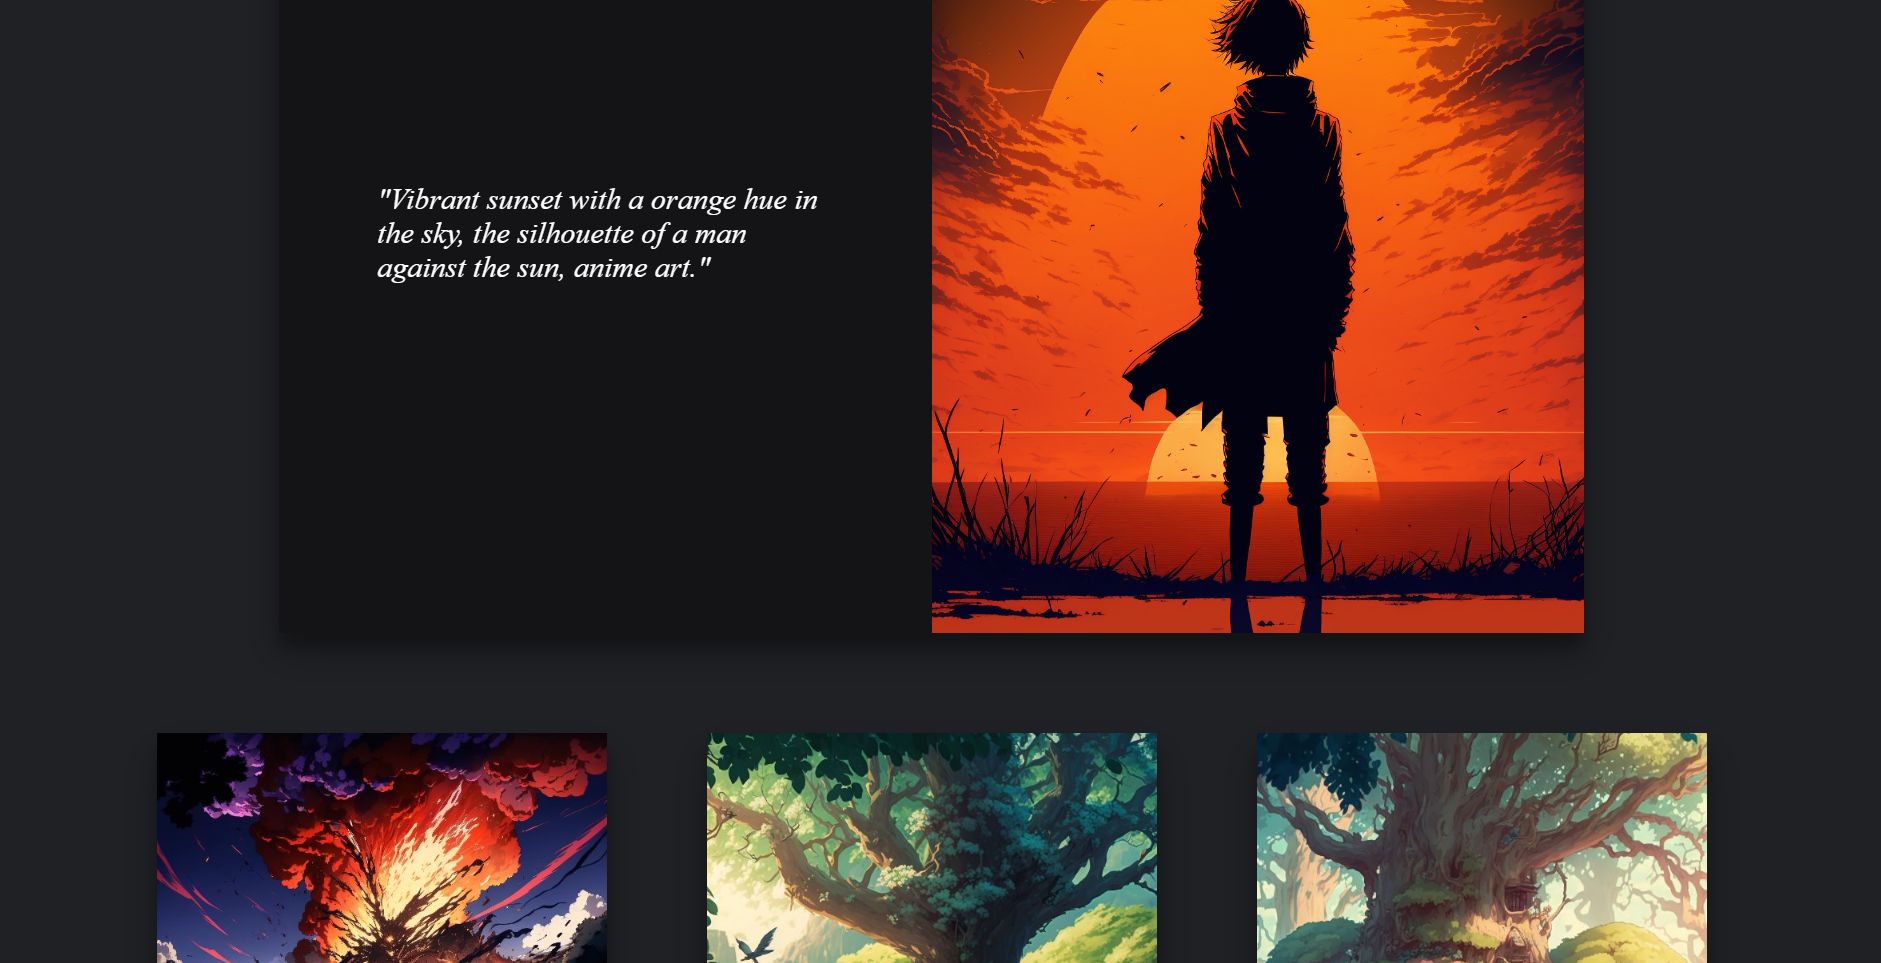 "Vibrant sunset with a orange hue in
the sky, the silhouette of a man
against the sun, anime art."